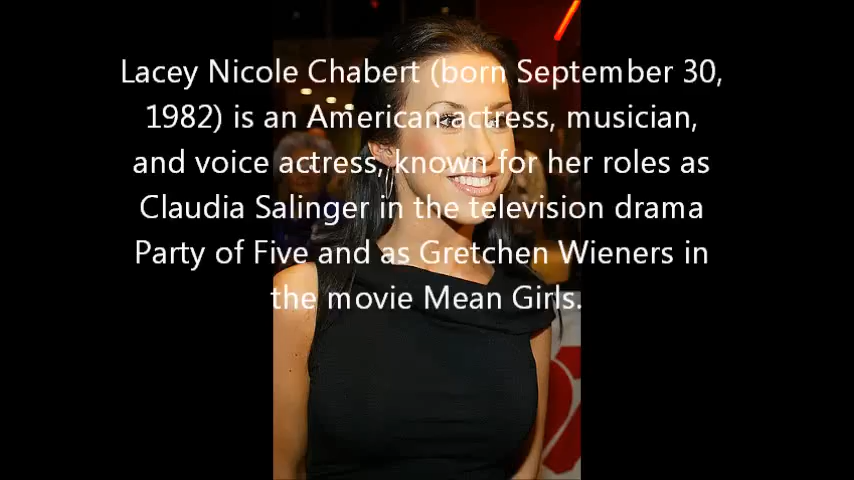 Lacey Nicole Chabert (born September 30,
1982) is an American actress, musician,
and voice actress, known for her roles as
Claudia Salinger in the television drama
Party of Five and as Gretchen Wieners in
the movie Mean Girls.